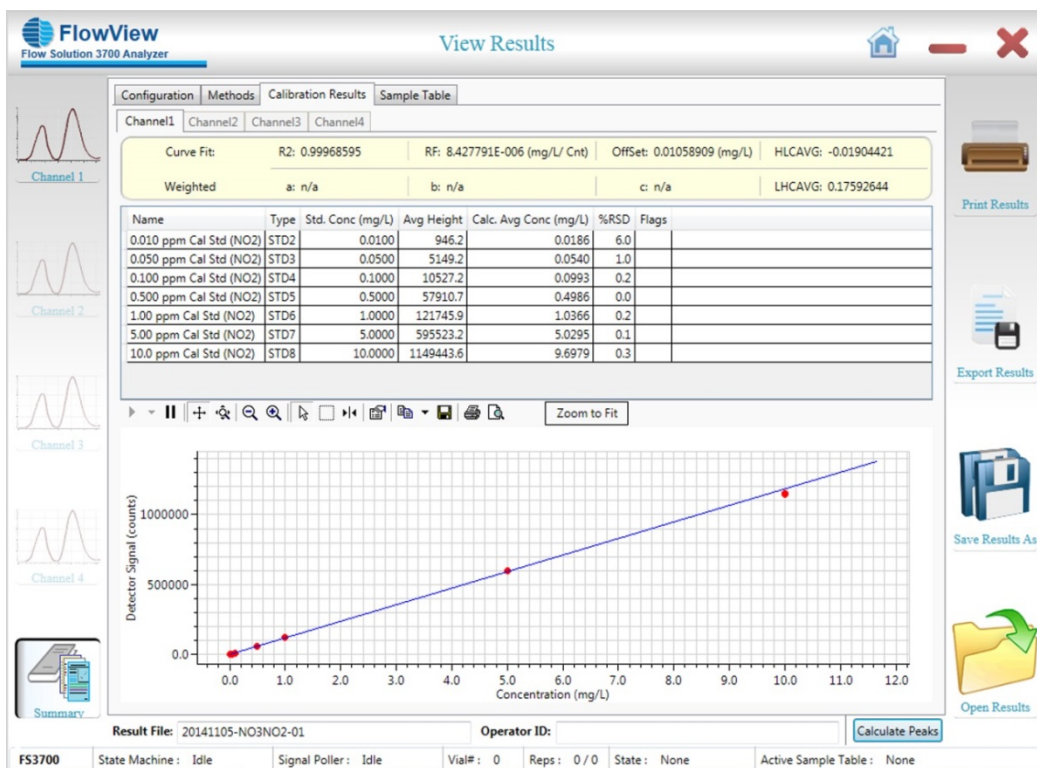 FlowView
Flow Solution 3700 Analyzer
View Results
Configuration Methods Calibration Results Sample Table
Channel1 Channel2 Channel3 Channel4
Curve Fit: R2: 0.99968595 RF: 8.427791E-006 (mg/L/ Cnt) OffSet: 0.01058909 (mg/L) HLCAVG: -0.01904421
Weighted a: n/a b: n/a c: n/a LHCAVG: 0.17592644
Name Type Std. Conc (mg/L) Avg Height Calc. Avg Conc (mg/L) %RSD Flags
0.010 ppm Cal Std (NO2) STD2 0.0100 946.2 0.0186 6.0
0.050 ppm Cal Std (NO2) STD3 0.0500 5149.2 0.0540 1.0
0.100 ppm Cal Std (NO2) STD4 0.1000 10527.2 0.0993 0.2
0.500 ppm Cal Std (NO2) STD5 0.5000 57910.7 0.4986 0.0
1.00 ppm Cal Std (NO2) STD6 1.0000 121745.9 1.0366 0.2
5.00 ppm Cal Std (NO2) STD7 5.0000 595523.2 5.0295 0.1
10.0 ppm Cal Std (NO2) STD8 10.0000 1149443.6 9.6979 0.3
Zoom to Fit
Detector Signal (counts)
1000000
500000
0.0
0.0 1.0 2.0 3.0 4.0 5.0 6.0 7.0 8.0 9.0 10.0 11.0 12.0
Concentration (mg/L)
Channel 1
Channel 2
Channel 3
Channel 4
Summary
Print Results
Export Results
Save Results As
Open Results
Result File: 20141105-NO3NO2-01 Operator ID: Calculate Peaks
FS3700 State Machine : Idle Signal Poller : Idle Vial# : 0 Reps : 0 / 0 State : None Active Sample Table : None